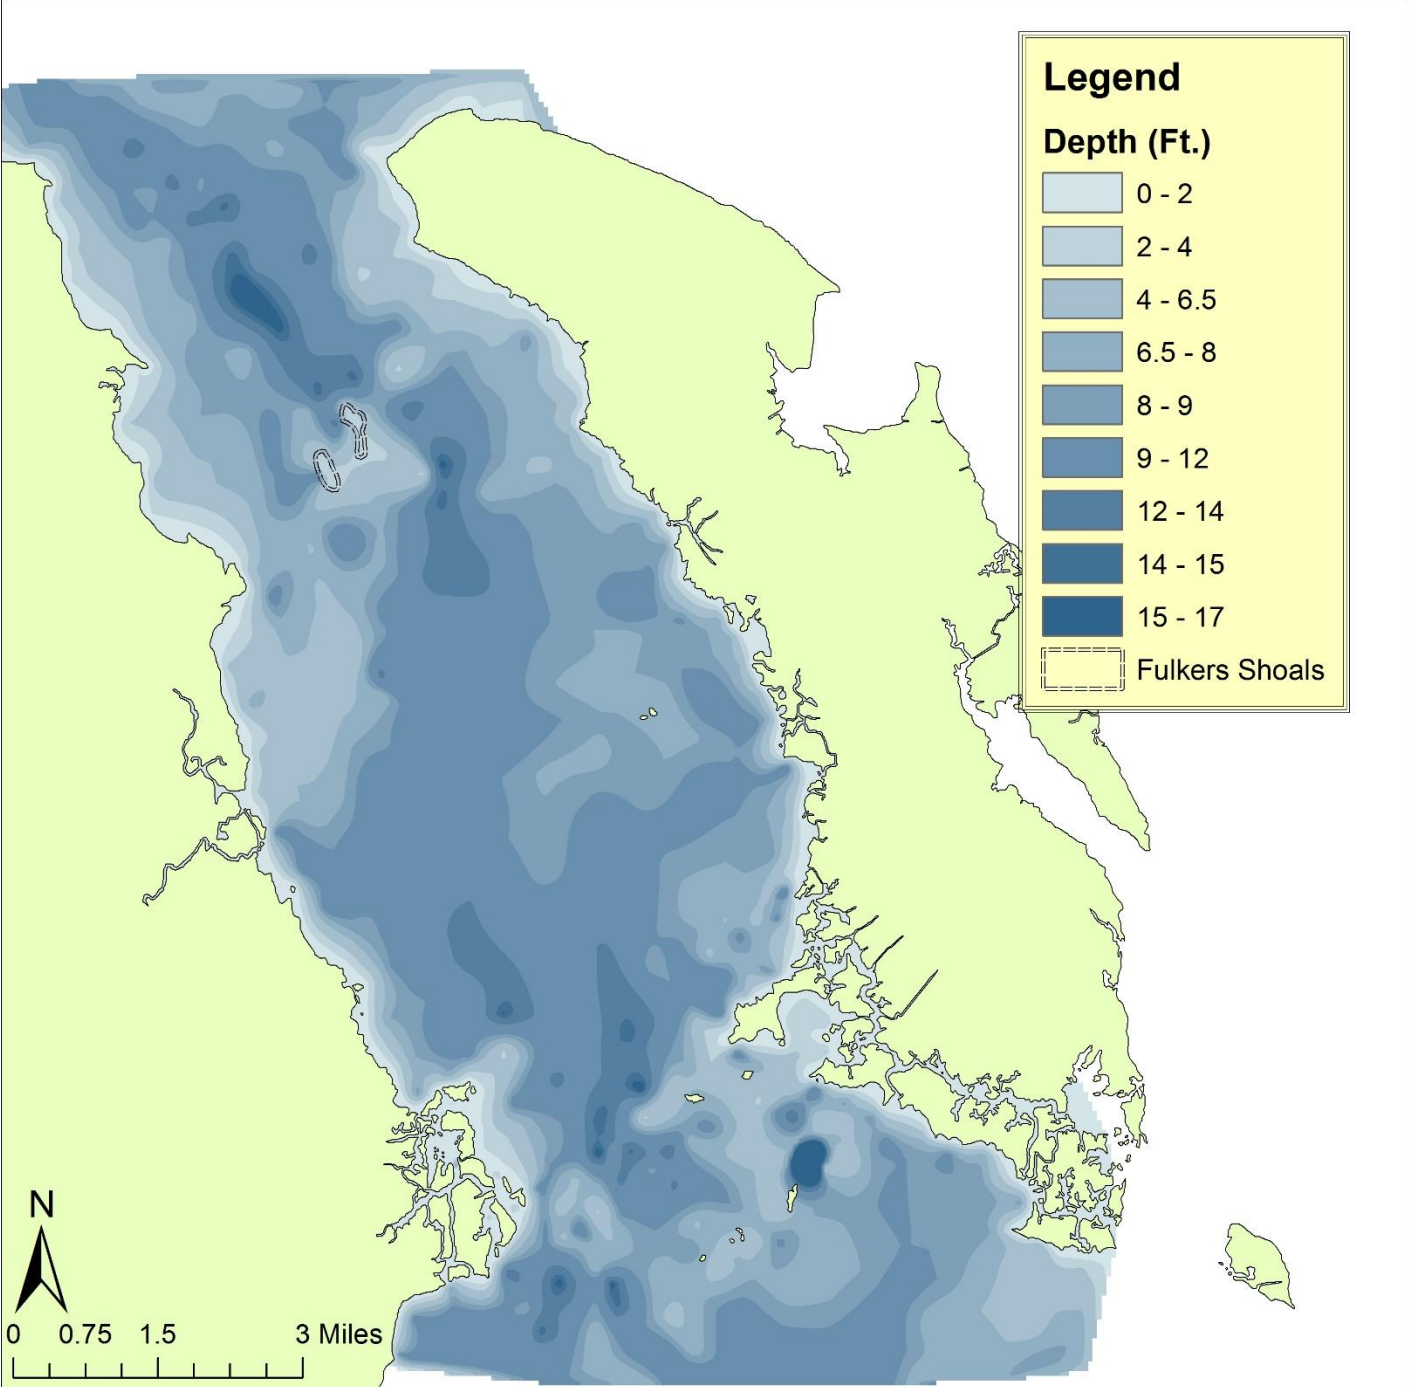 Legend
Depth (Ft.)
0 - 2
2 - 4
4 - 6.5
6.5 - 8
8 - 9
9 - 12
12 - 14
14 - 15
15 - 17
Fulkers Shoals
N
0 0.75 1.5 3 Miles